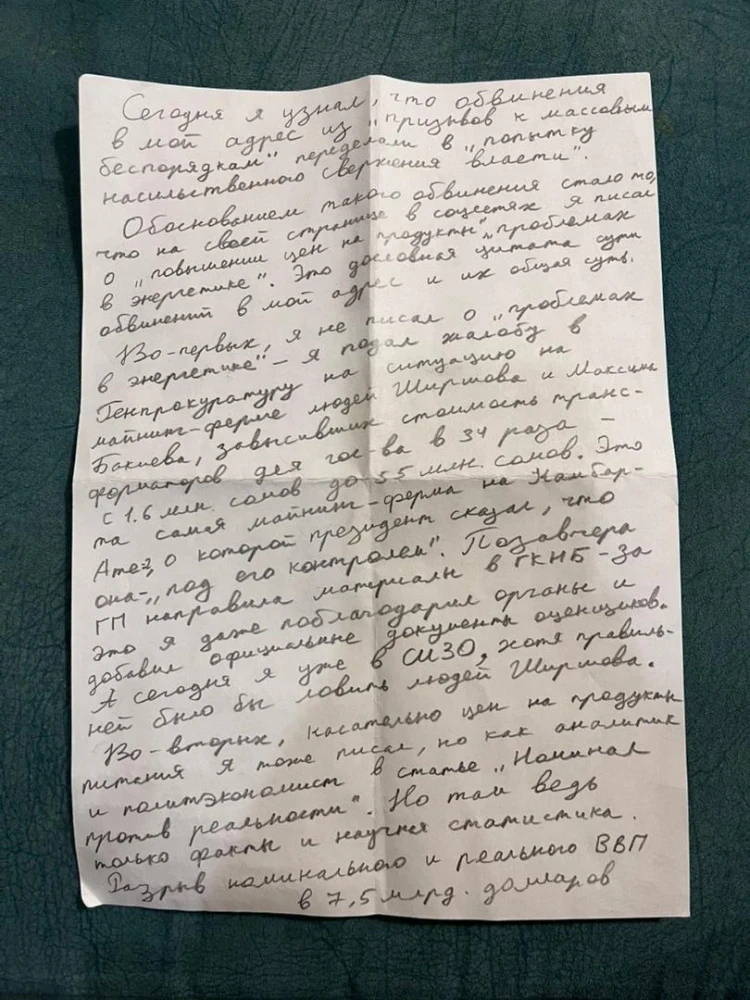 Сегодня я узнал, что обвинения
в мой адрес из „призывов к массовым
беспорядкам" переделали в „попытку
насильственного свержения власти".
Обоснованием такого обвинения стало то,
что на своей странице в соцсетях я писал
о „повышении цен на продукты", „проблемах
в энергетике". Это дословная цитата сути
обвинений в мой адрес и их общая суть.
Во-первых, я не писал о „проблемах
в энергетике" – я подал жалобу в
Генпрокуратуру на ситуацию на
майнинг-ферме людей Ширшова и Максима
Бакиева, завысивших стоимость транс-
форматоров для гос-ва в 34 раза –
с 1.6 млн. сомов до 55 млн. сомов. Это
та самая майнинг-ферма на Камбар-
Ате-2, о которой президент сказал, что
она – „под его контролем". Позавчера
ГП направила материалы в ГКНБ – за
это я даже поблагодарил органы и
добавил официальные документы оценщиков.
А сегодня я уже в СИЗО, хотя правиль-
ней было бы ловить людей Ширшова.
Во-вторых, касательно цен на продукты
питания я тоже писал, но как аналитик
и политэкономист в статье „Номинал
против реальности". Но там ведь
только факты и научная статистика.
Разрыв номинального и реального ВВП
в 7,5 млрд. долларов